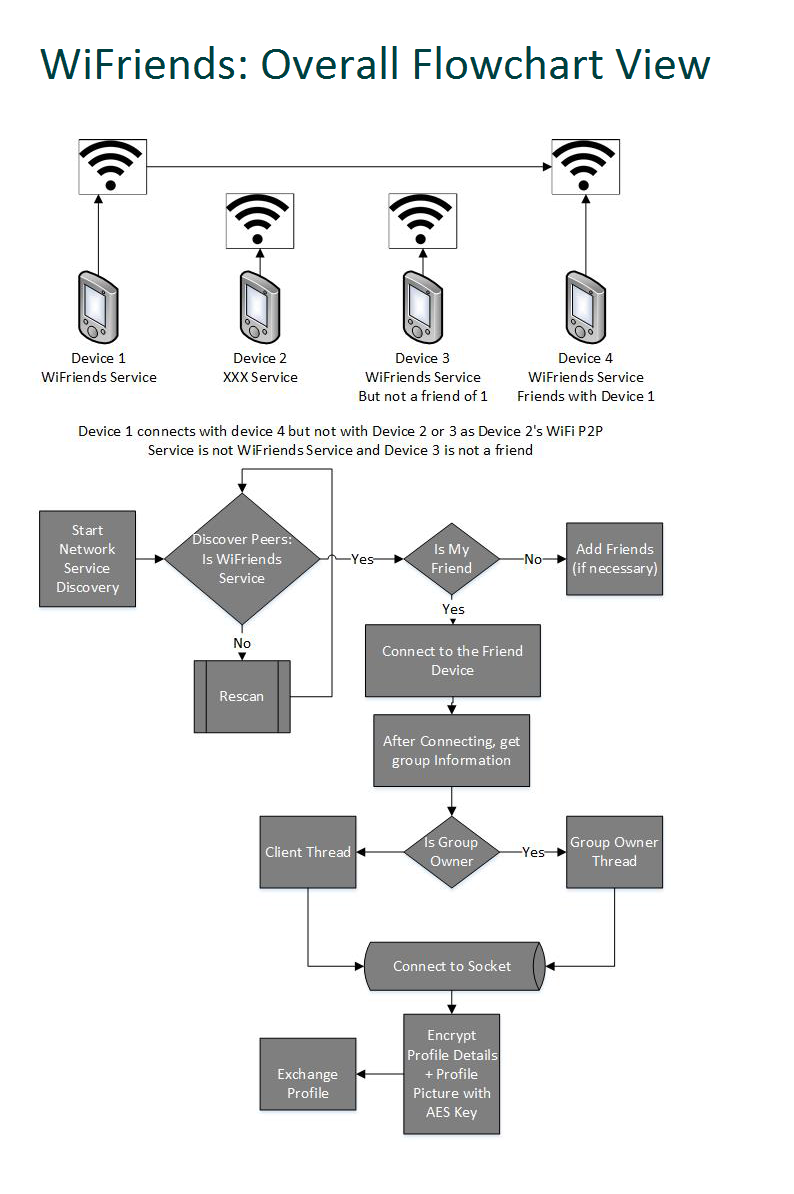 WiFriends: Overall Flowchart View
Device 1
WiFriends Service
Device 2
XXX Service
Device 3
WiFriends Service
But not a friend of 1
Device 4
WiFriends Service
Friends with Device 1
Device 1 connects with device 4 but not with Device 2 or 3 as Device 2's WiFi P2P
Service is not WiFriends Service and Device 3 is not a friend
Start
Network
Service
Discovery
Discover Peers:
Is WiFriends
Service
Yes
Is My
Friend
No
Add Friends
(if necessary)
No
Yes
Rescan
Connect to the Friend
Device
After Connecting, get
group Information
Client Thread
Is Group
Owner
Yes
Group Owner
Thread
Connect to Socket
Encrypt
Profile Details
+ Profile
Picture with
AES Key
Exchange
Profile